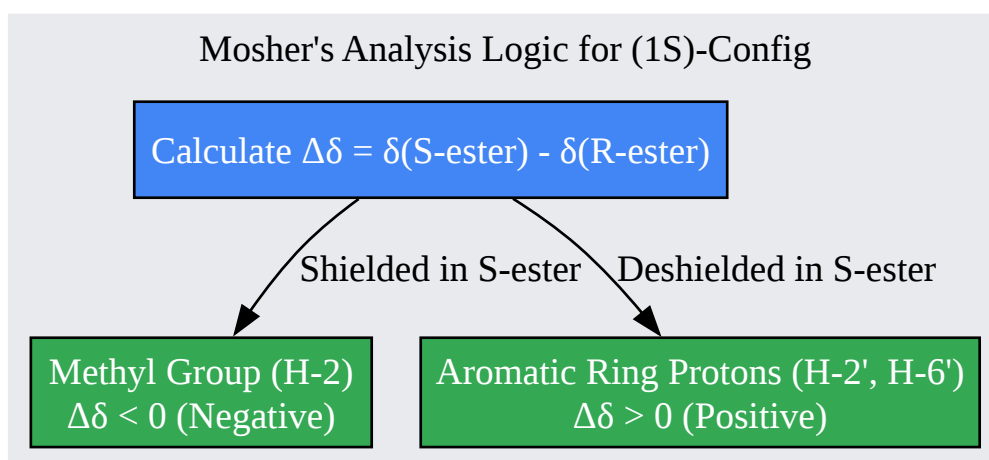 Mosher's Analysis Logic for (1S)-Config
Calculate Δδ = δ(S-ester) - δ(R-ester)
Shielded in S-ester
Deshielded in S-ester
Methyl Group (H-2)
Δδ < 0 (Negative)
Aromatic Ring Protons (H-2', H-6')
Δδ > 0 (Positive)